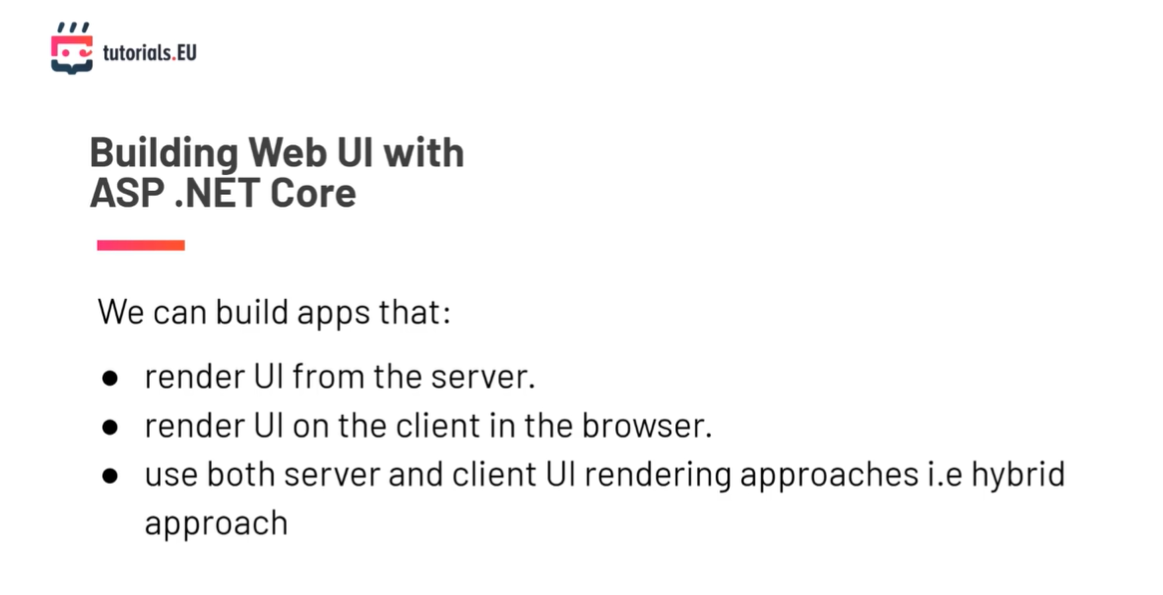 tutorials.EU
Building Web UI with
ASP .NET Core
We can build apps that:
● render UI from the server.
● render UI on the client in the browser.
● use both server and client UI rendering approaches i.e hybrid
approach